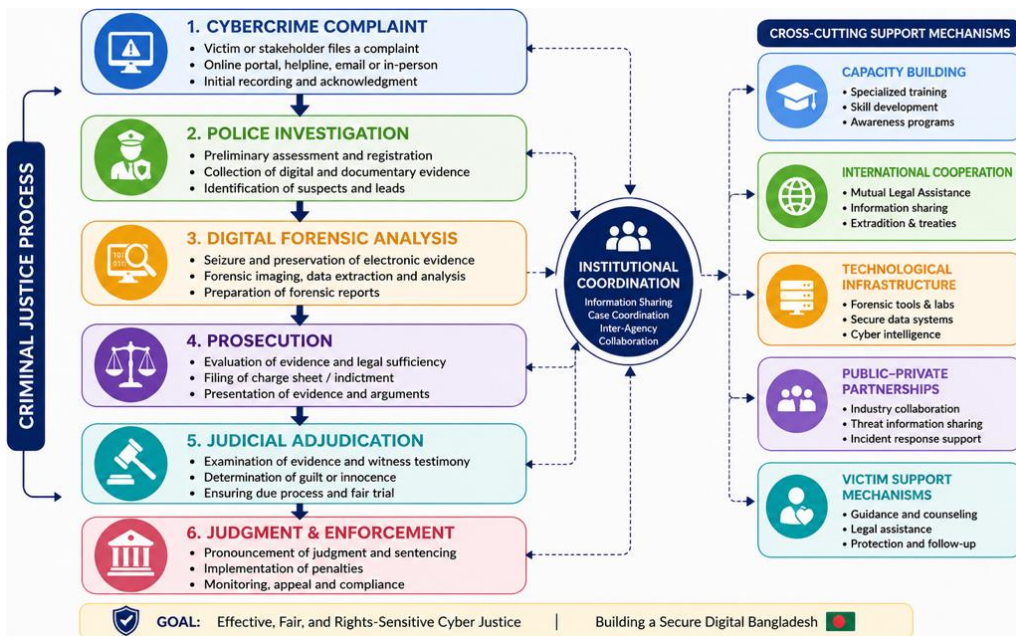 CRIMINAL JUSTICE PROCESS
1. CYBERCRIME COMPLAINT
• Victim or stakeholder files a complaint
• Online portal, helpline, email or in-person
• Initial recording and acknowledgment
2. POLICE INVESTIGATION
• Preliminary assessment and registration
• Collection of digital and documentary evidence
• Identification of suspects and leads
3. DIGITAL FORENSIC ANALYSIS
• Seizure and preservation of electronic evidence
• Forensic imaging, data extraction and analysis
• Preparation of forensic reports
4. PROSECUTION
• Evaluation of evidence and legal sufficiency
• Filing of charge sheet / indictment
• Presentation of evidence and arguments
5. JUDICIAL ADJUDICATION
• Examination of evidence and witness testimony
• Determination of guilt or innocence
• Ensuring due process and fair trial
6. JUDGMENT & ENFORCEMENT
• Pronouncement of judgment and sentencing
• Implementation of penalties
• Monitoring, appeal and compliance
INSTITUTIONAL
COORDINATION
Information Sharing
Case Coordination
Inter-Agency
Collaboration
CROSS-CUTTING SUPPORT MECHANISMS
CAPACITY BUILDING
• Specialized training
• Skill development
• Awareness programs
INTERNATIONAL COOPERATION
• Mutual Legal Assistance
• Information sharing
• Extradition & treaties
TECHNOLOGICAL
INFRASTRUCTURE
• Forensic tools & labs
• Secure data systems
• Cyber intelligence
PUBLIC–PRIVATE
PARTNERSHIPS
• Industry collaboration
• Threat information sharing
• Incident response support
VICTIM SUPPORT
MECHANISMS
• Guidance and counseling
• Legal assistance
• Protection and follow-up
GOAL: Effective, Fair, and Rights-Sensitive Cyber Justice | Building a Secure Digital Bangladesh